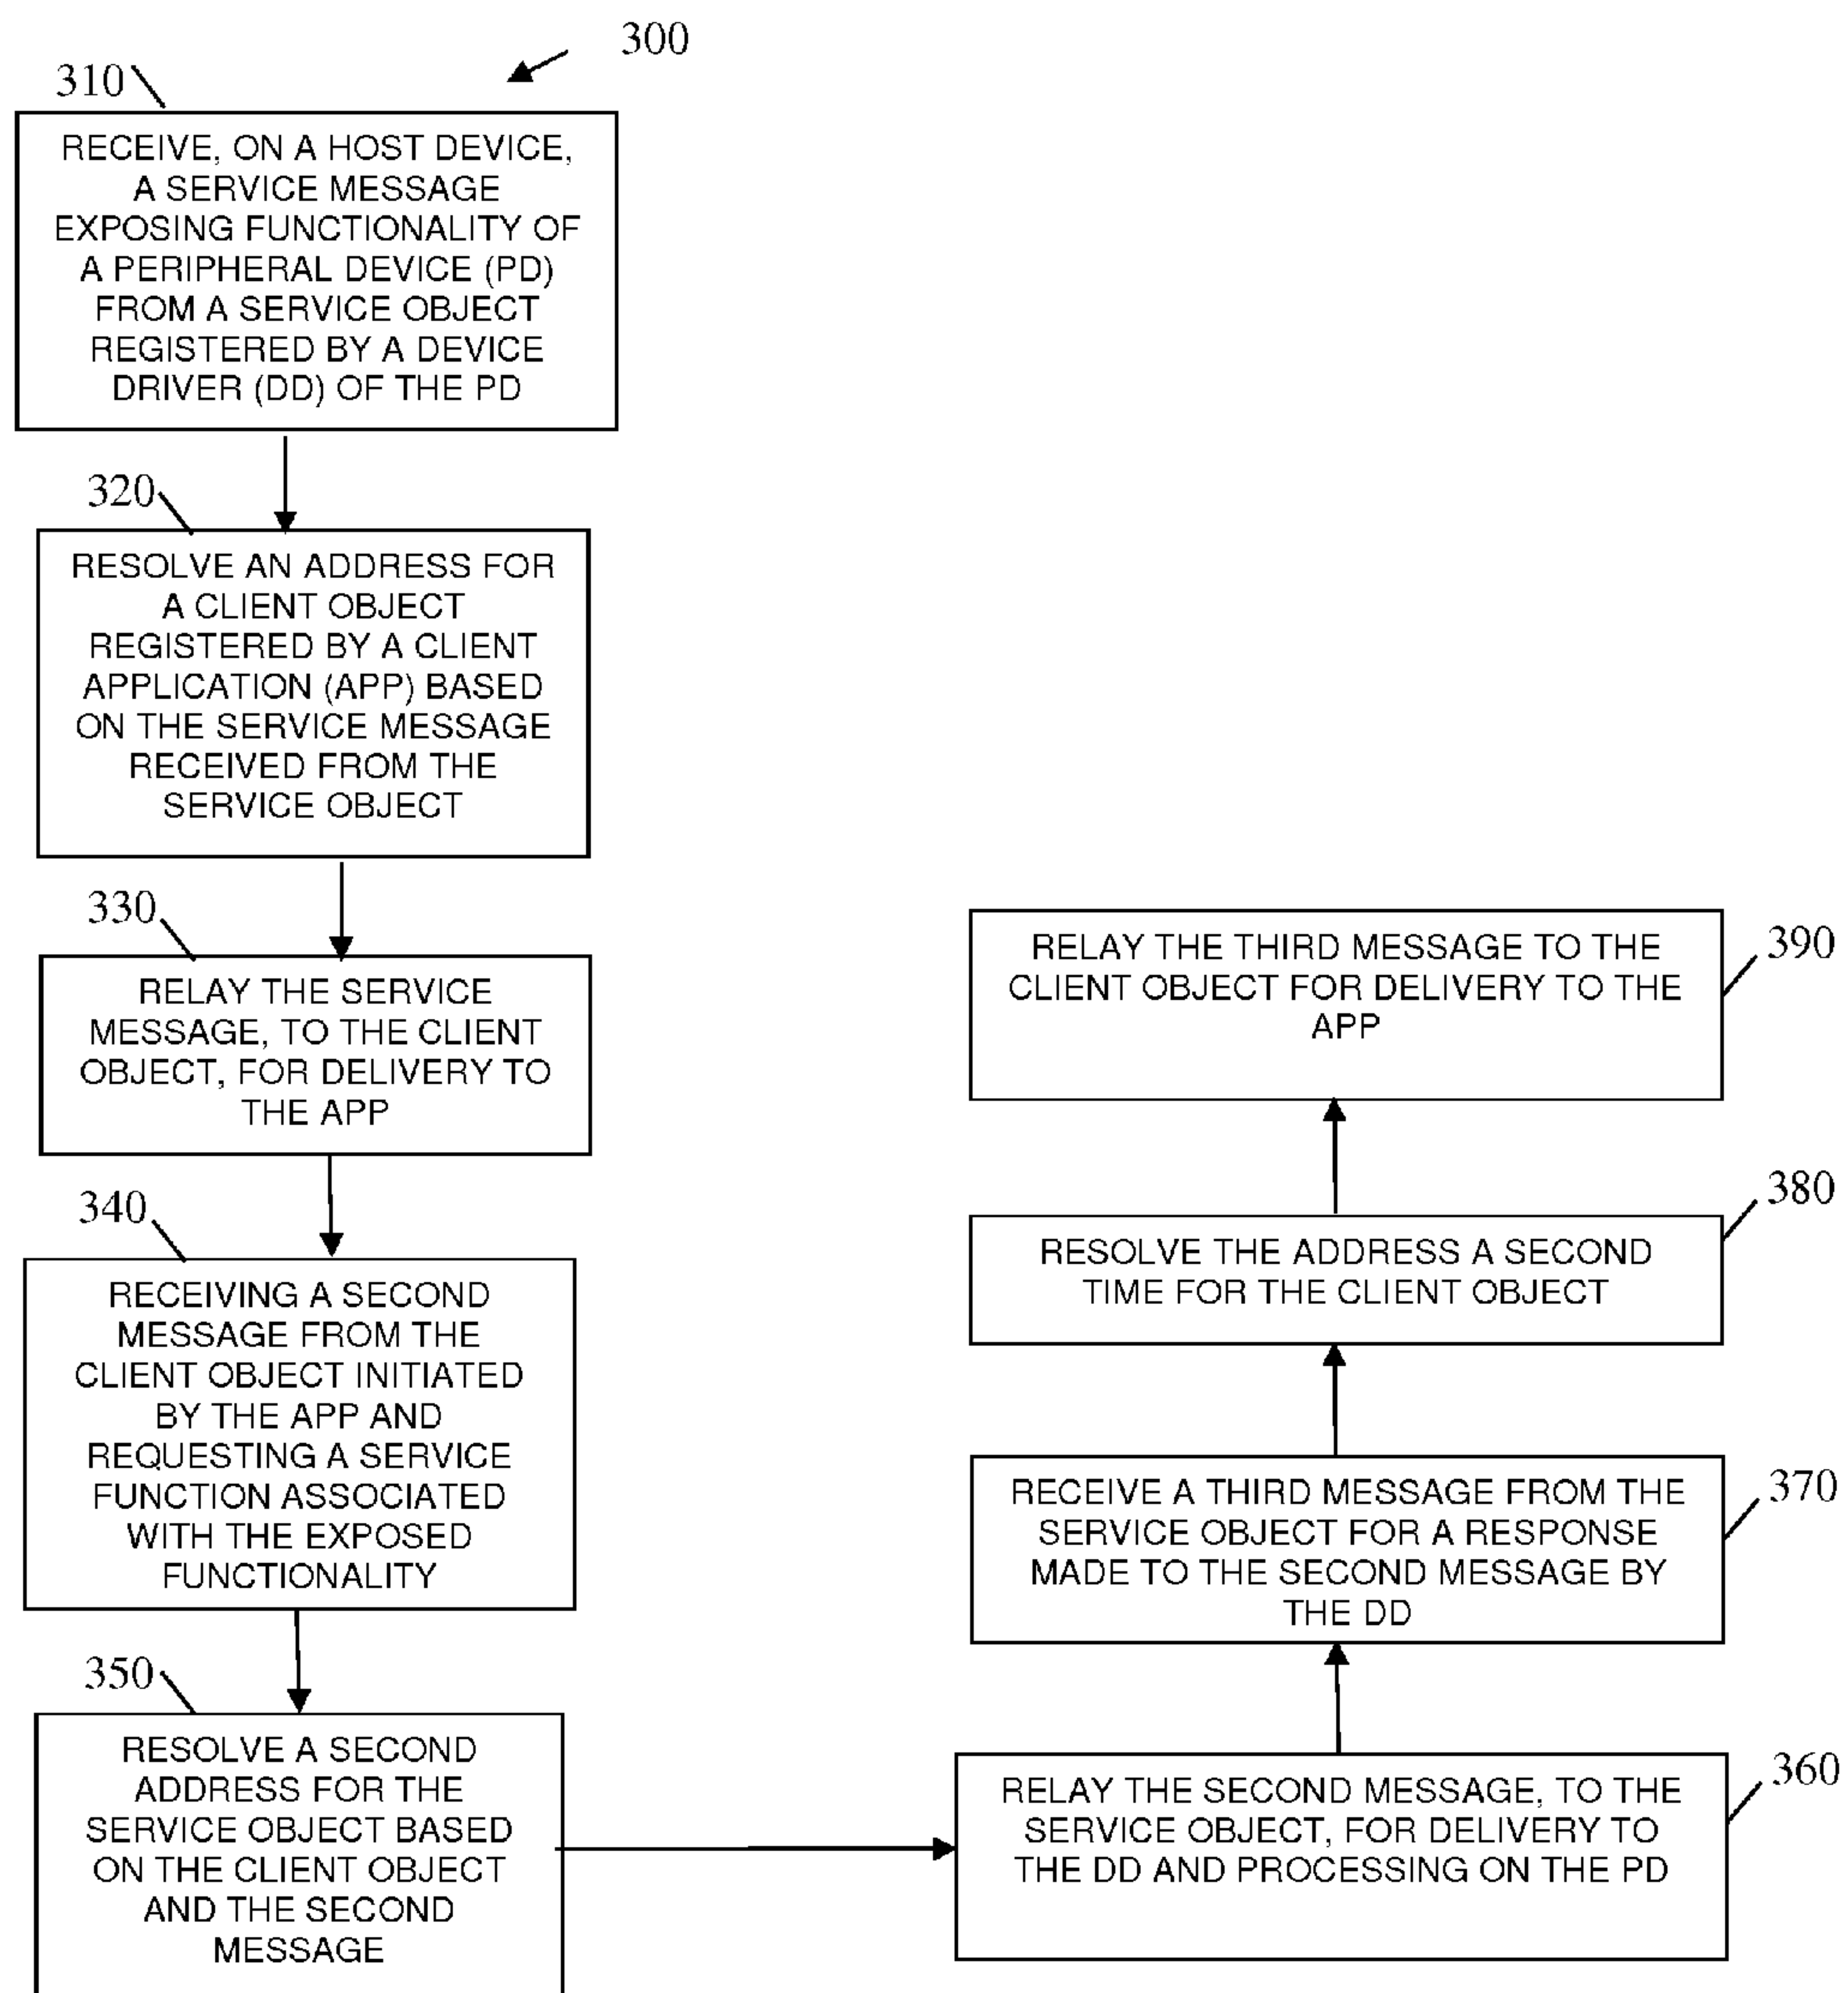 300
310
RECEIVE, ON A HOST DEVICE,
A SERVICE MESSAGE
EXPOSING FUNCTIONALITY OF
A PERIPHERAL DEVICE (PD)
FROM A SERVICE OBJECT
REGISTERED BY A DEVICE
DRIVER (DD) OF THE PD
320
RESOLVE AN ADDRESS FOR
A CLIENT OBJECT
REGISTERED BY A CLIENT
APPLICATION (APP) BASED
ON THE SERVICE MESSAGE
RECEIVED FROM THE
SERVICE OBJECT
330
RELAY THE SERVICE
MESSAGE, TO THE CLIENT
OBJECT, FOR DELIVERY TO
THE APP
340
RECEIVING A SECOND
MESSAGE FROM THE
CLIENT OBJECT INITIATED
BY THE APP AND
REQUESTING A SERVICE
FUNCTION ASSOCIATED
WITH THE EXPOSED
FUNCTIONALITY
350
RESOLVE A SECOND
ADDRESS FOR THE
SERVICE OBJECT BASED
ON THE CLIENT OBJECT
AND THE SECOND
MESSAGE
360
RELAY THE SECOND MESSAGE, TO THE
SERVICE OBJECT, FOR DELIVERY TO
THE DD AND PROCESSING ON THE PD
370
RECEIVE A THIRD MESSAGE FROM THE
SERVICE OBJECT FOR A RESPONSE
MADE TO THE SECOND MESSAGE BY
THE DD
380
RESOLVE THE ADDRESS A SECOND
TIME FOR THE CLIENT OBJECT
390
RELAY THE THIRD MESSAGE TO THE
CLIENT OBJECT FOR DELIVERY TO THE
APP